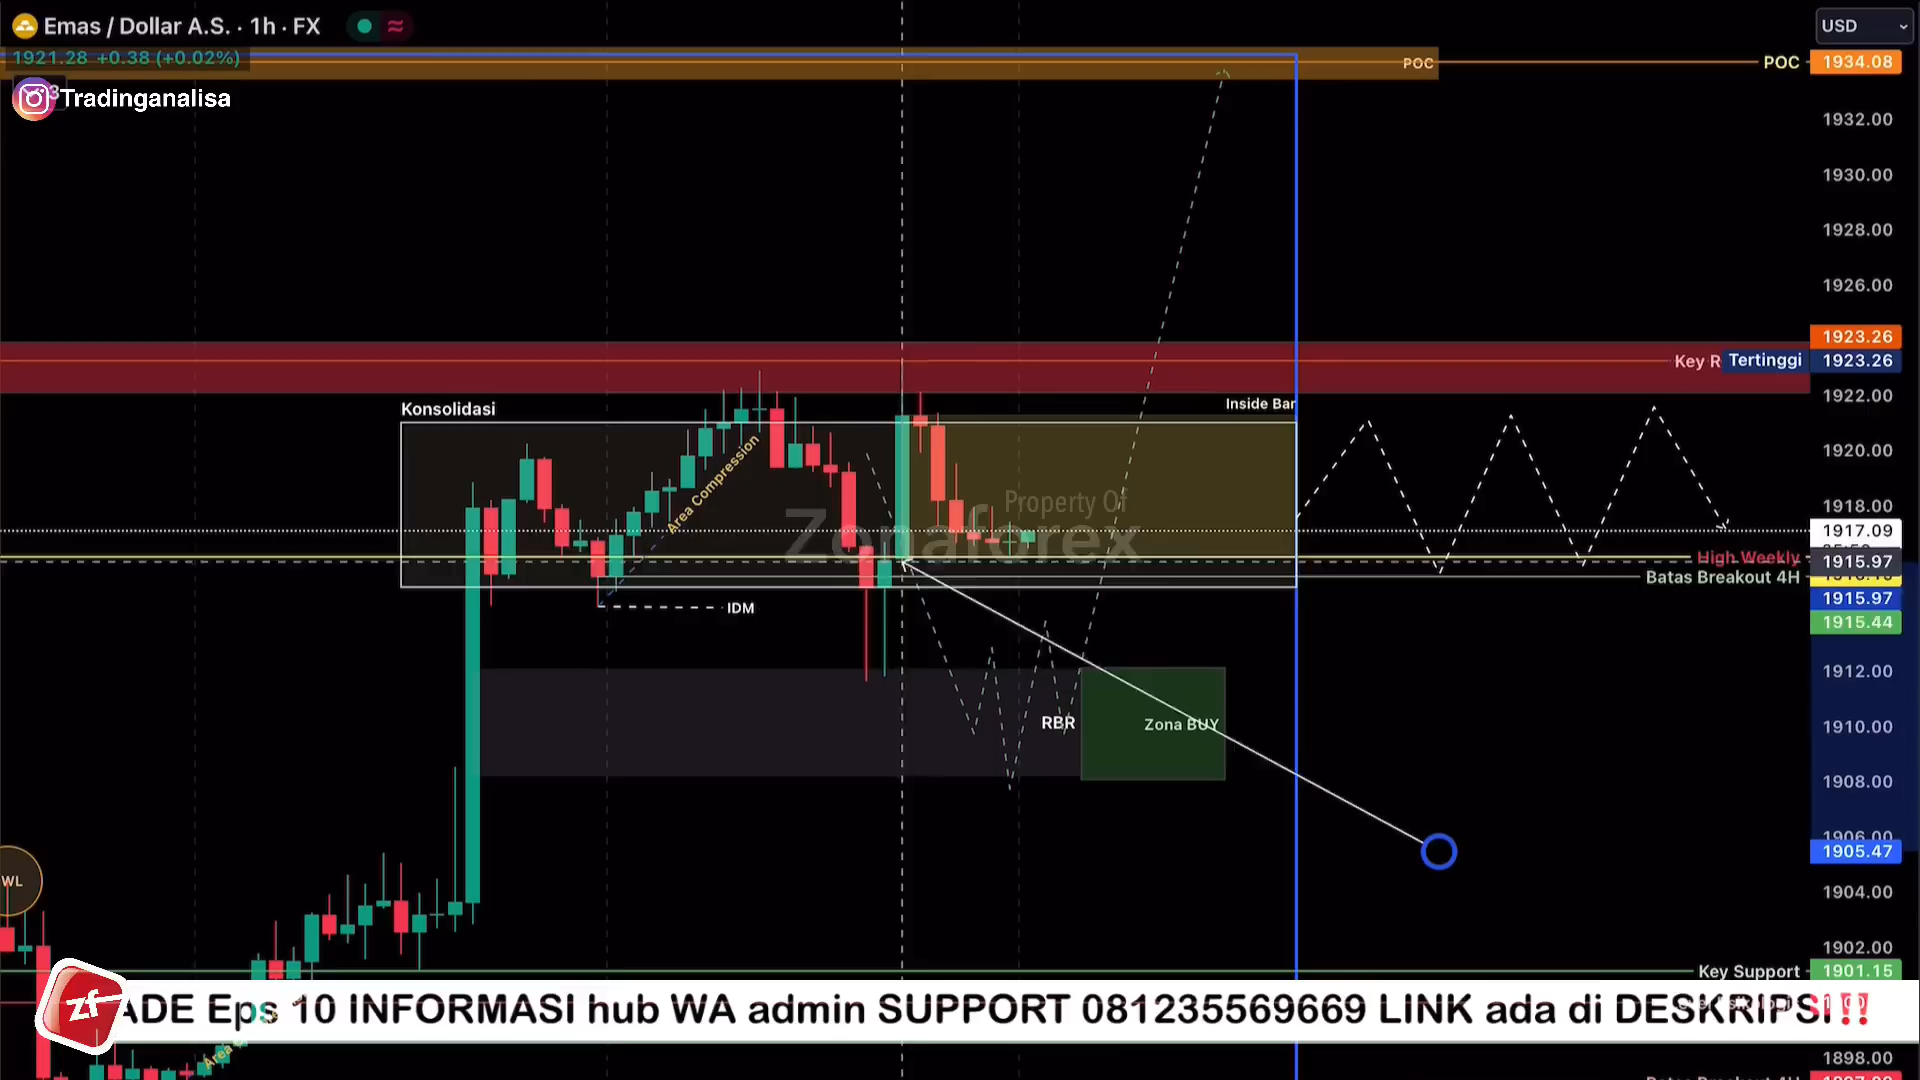 Emas / Dollar A.S. · 1h · FX
USD
1921.28 +0.38 (+0.02%)
POC
POC
1934.08
Tradinganalisa
1932.00
1930.00
1928.00
1926.00
1923.26
Key R
Tertinggi
1923.26
1922.00
Konsolidasi
Inside Bar
1920.00
Area Compression
Property Of
Zonaforex
1918.00
1917.09
High Weekly
1915.97
Batas Breakout 4H
1915.97
IDM
1915.44
1912.00
RBR
Zona BUY
1910.00
1908.00
1906.00
1905.47
WL
1904.00
1902.00
Key Support
1901.15
zf
ADE Eps 10 INFORMASI hub WA admin SUPPORT 081235569669 LINK ada di DESKRIPSI‼️
Area
1898.00